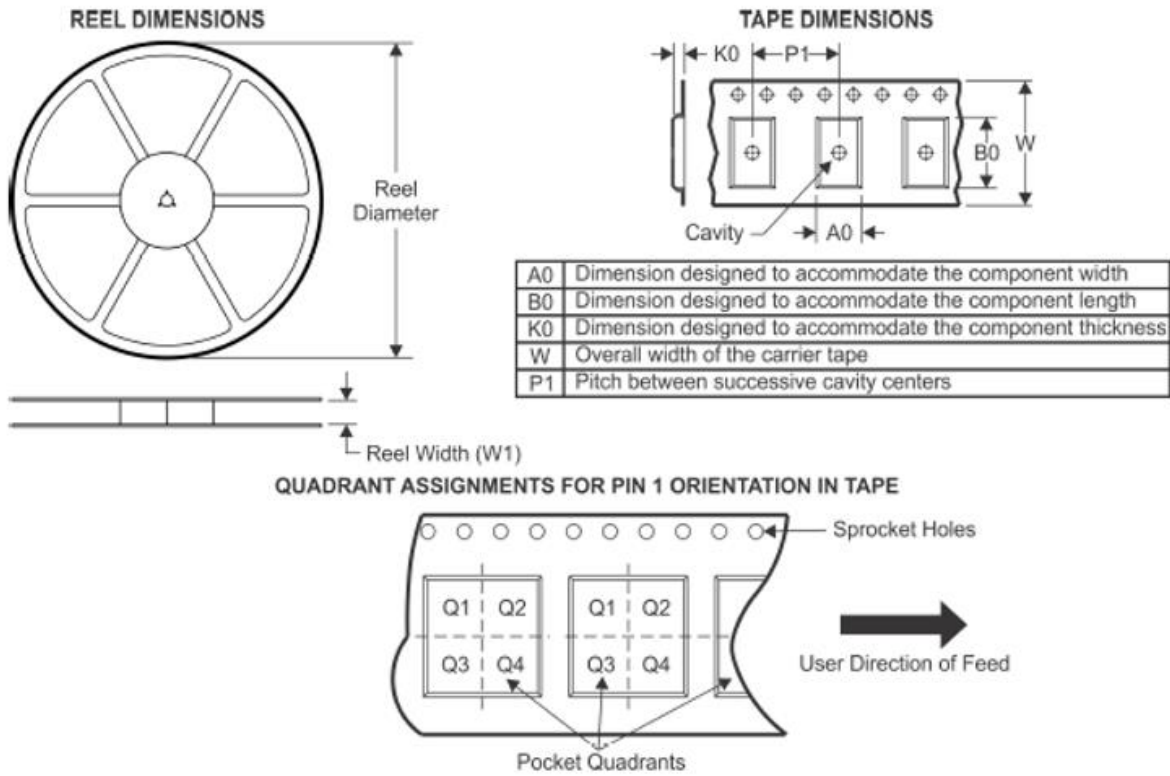 REEL DIMENSIONS
Reel
Diameter
Reel Width (W1)
TAPE DIMENSIONS
K0
P1
B0
W
Cavity
A0
A0 Dimension designed to accommodate the component width
B0 Dimension designed to accommodate the component length
K0 Dimension designed to accommodate the component thickness
W Overall width of the carrier tape
P1 Pitch between successive cavity centers
QUADRANT ASSIGNMENTS FOR PIN 1 ORIENTATION IN TAPE
Sprocket Holes
Q1 Q2 Q1 Q2
Q3 Q4 Q3 Q4
User Direction of Feed
Pocket Quadrants